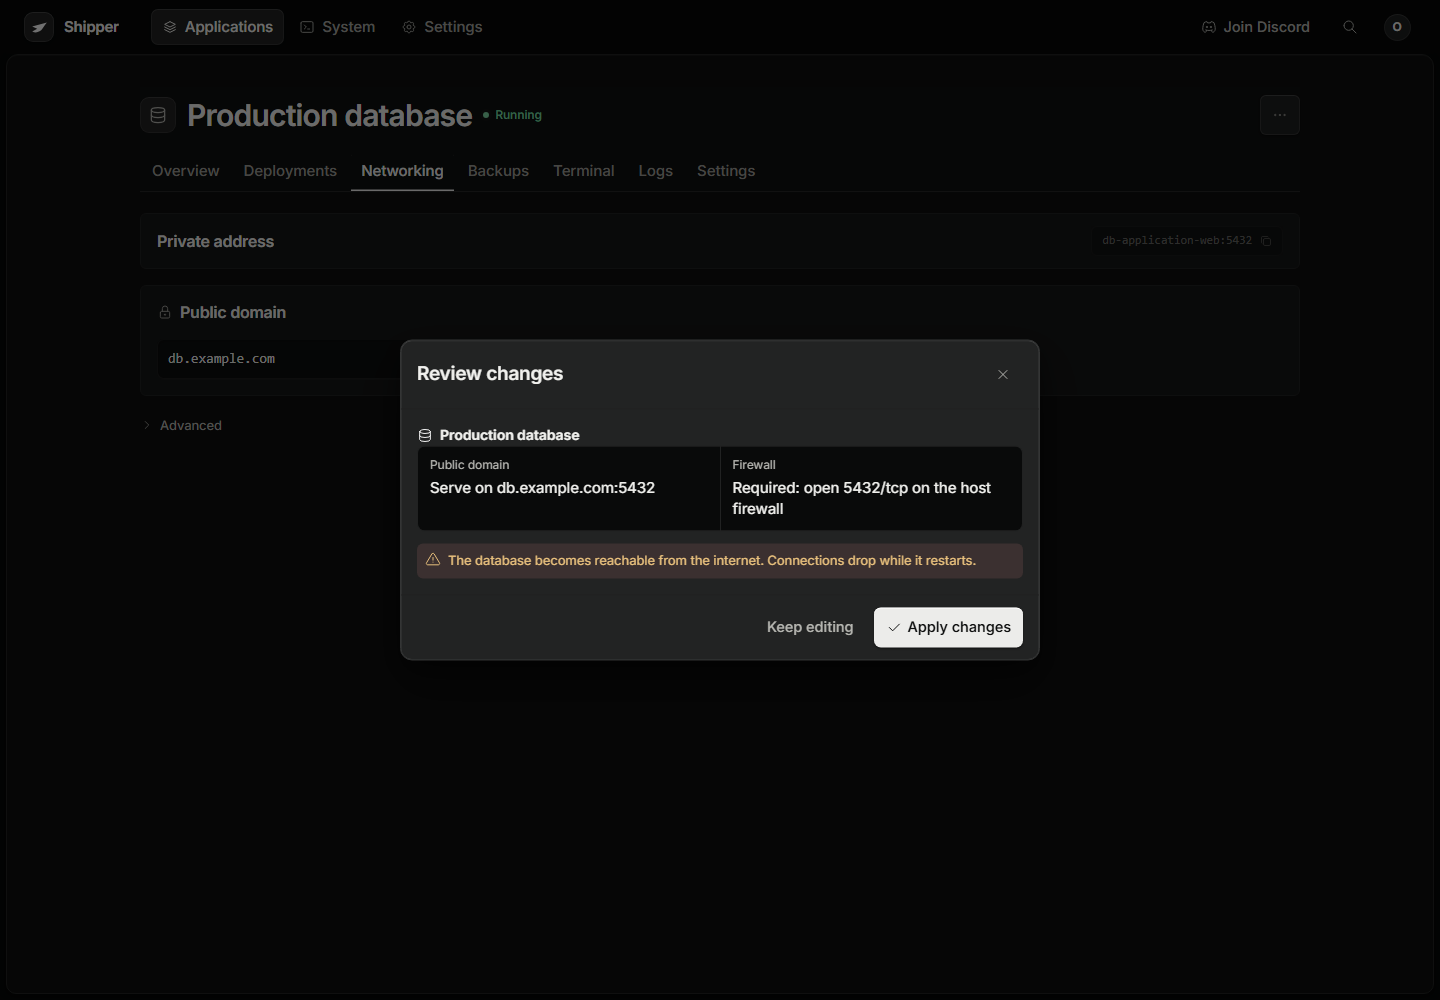 Shipper
Applications
System
Settings
Join Discord
O
Production database
Running
Overview
Deployments
Networking
Backups
Terminal
Logs
Settings
Private address
db-application-web:5432
Public domain
db.example.com
Advanced
Review changes
Production database
Public domain
Serve on db.example.com:5432
Firewall
Required: open 5432/tcp on the host
firewall
The database becomes reachable from the internet. Connections drop while it restarts.
Keep editing
Apply changes